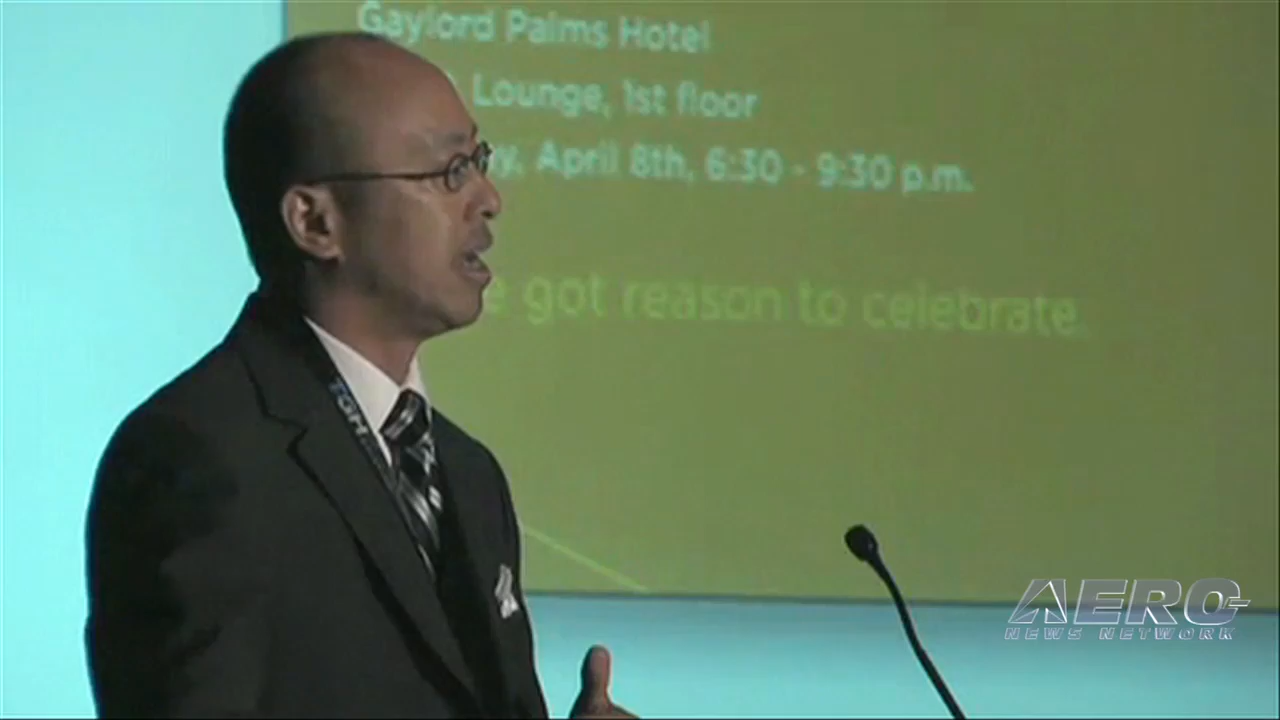 Gaylord Palms Hotel
Lounge, 1st floor
April 8th, 6:30 - 9:30 p.m.
got reason to celebrate.
AERO
NEWS NETWORK